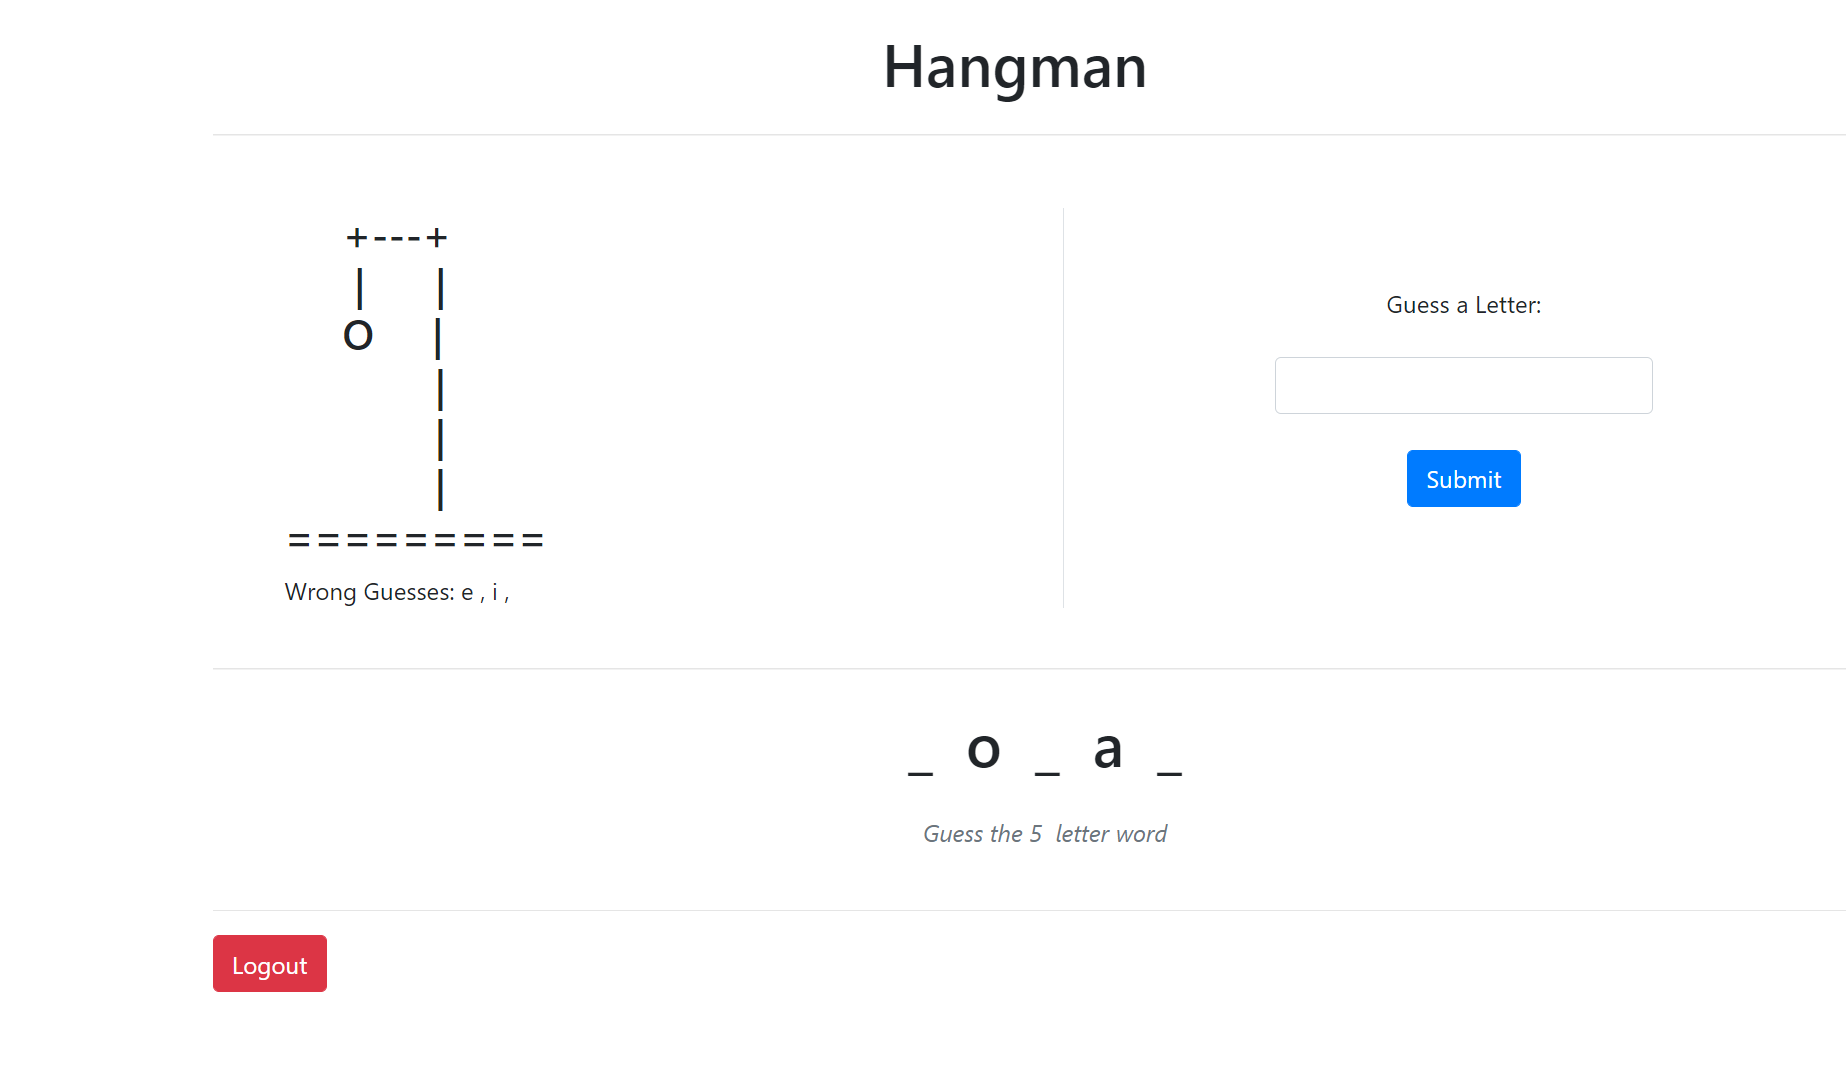 Hangman
+---+
|   |
O   |
|
|
|
=========
Wrong Guesses: e , i ,
Guess a Letter:
Submit
_ o _ a _
Guess the 5 letter word
Logout